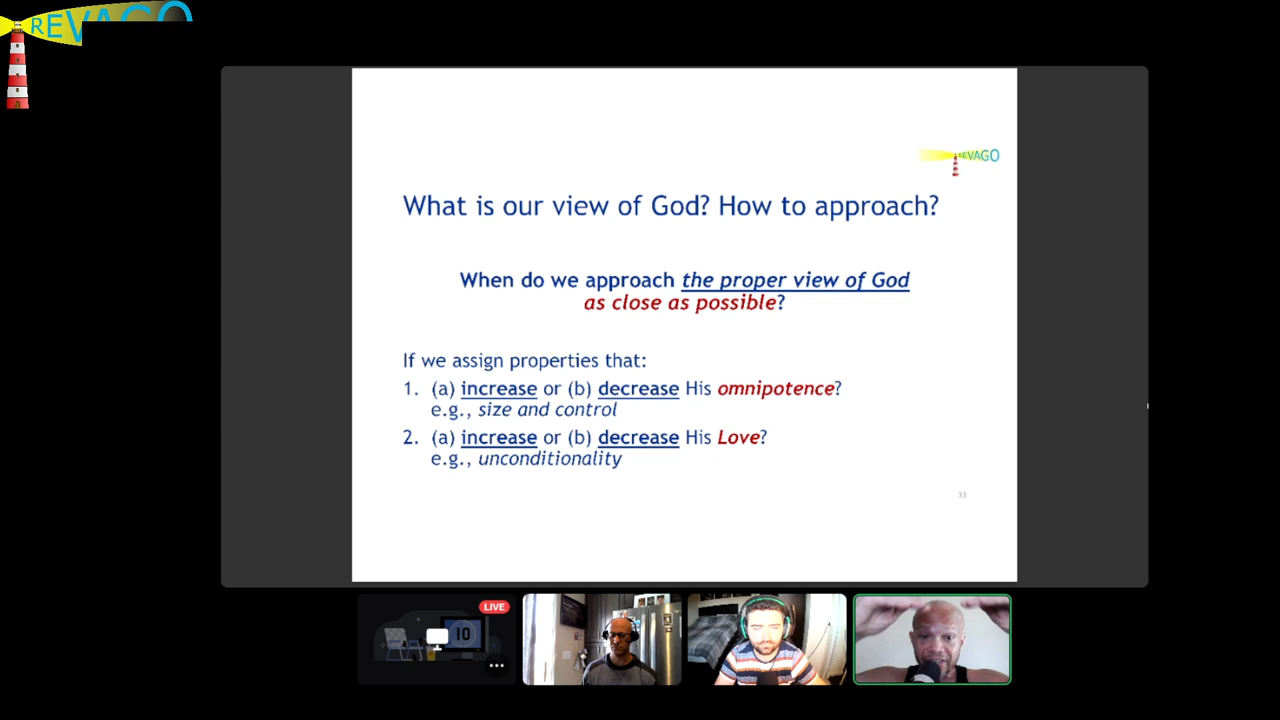 REVAGO
REVAGO
What is our view of God? How to approach?
When do we approach the proper view of God
as close as possible?
If we assign properties that:
1. (a) increase or (b) decrease His omnipotence?
e.g., size and control
2. (a) increase or (b) decrease His Love?
e.g., unconditionality
33
LIVE
10